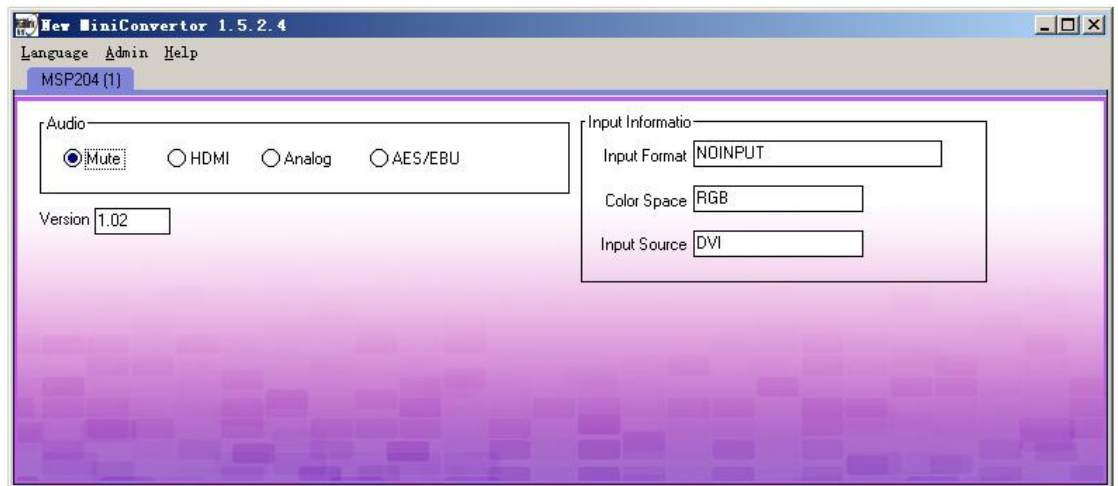 New MiniConvertor 1.5.2.4
Language Admin Help
MSP204 (1)
Audio
Mute HDMI Analog AES/EBU
Version 1.02
Input Informatio
Input Format NOINPUT
Color Space RGB
Input Source DVI